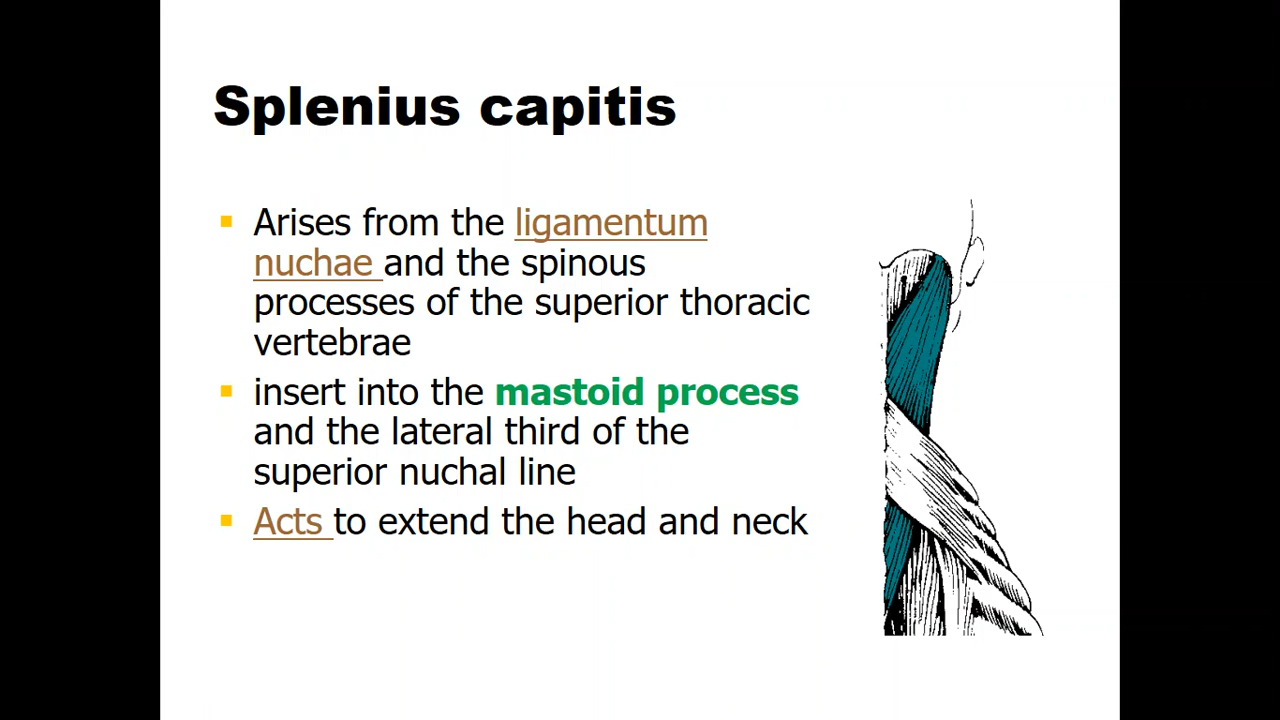 Splenius capitis
Arises from the ligamentum
nuchae and the spinous
processes of the superior thoracic
vertebrae
insert into the mastoid process
and the lateral third of the
superior nuchal line
Acts to extend the head and neck